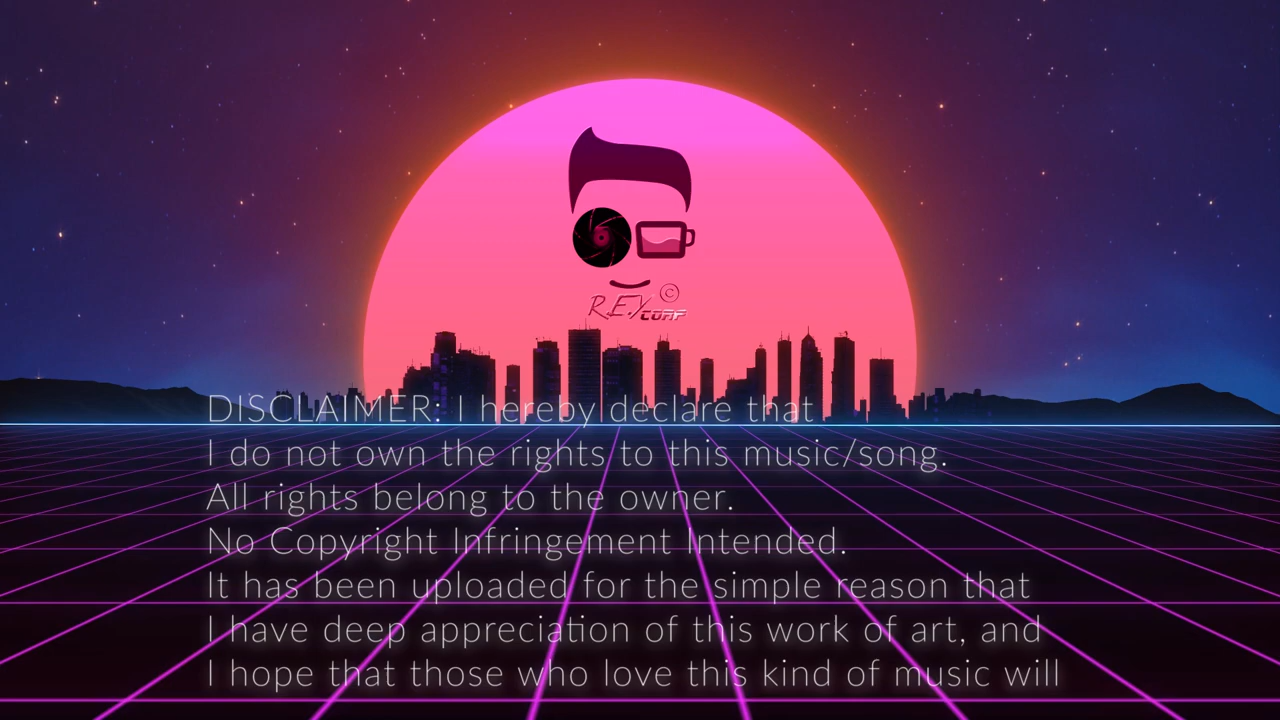 ©
R.E.Y CORP
DISCLAIMER: I hereby declare that
I do not own the rights to this music/song.
All rights belong to the owner.
No Copyright Infringement Intended.
It has been uploaded for the simple reason that
I have deep appreciation of this work of art, and
I hope that those who love this kind of music will